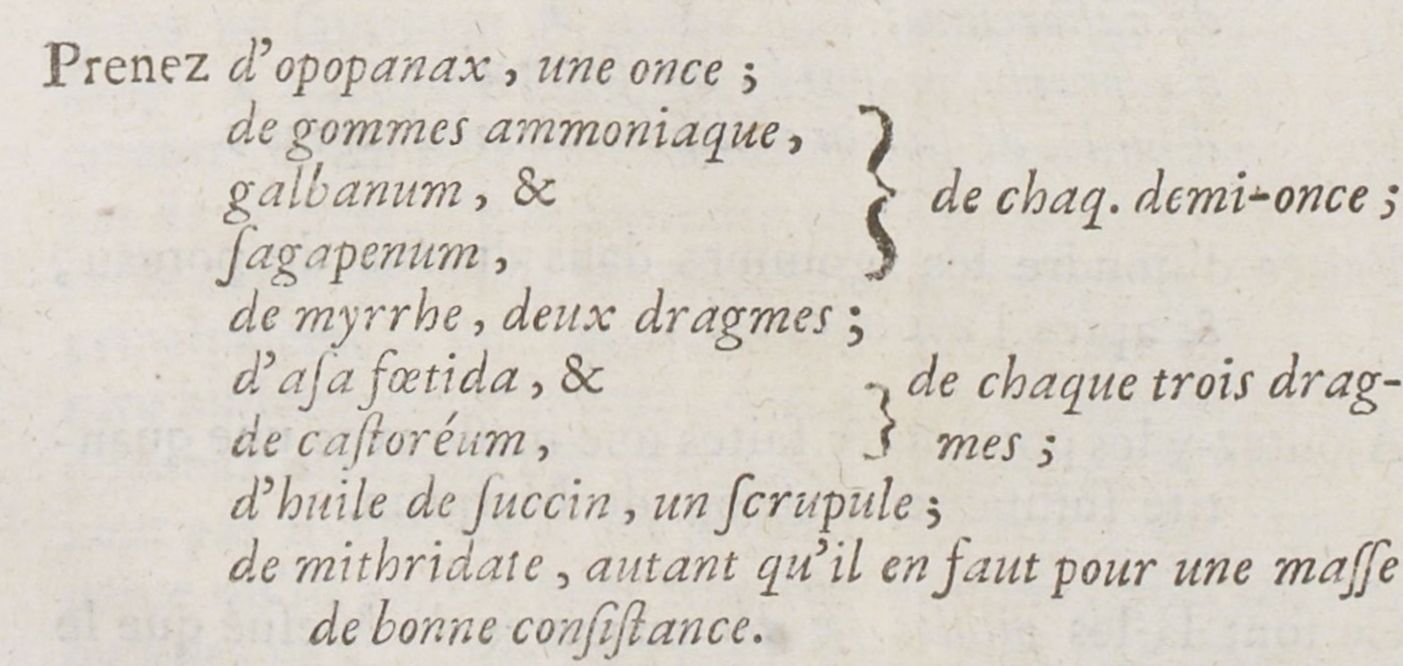 Prenez d'opopanax, une once ;
de gommes ammoniaque,
galbanum, &
ſagapenum,
} de chaq. demi-once ;
de myrrhe, deux dragmes ;
d'aſa fœtida, &
de caſtoréum,
} de chaque trois drag-
mes ;
d'huile de ſuccin, un ſcrupule ;
de mithridate, autant qu'il en faut pour une maſſe
de bonne conſiſtance.